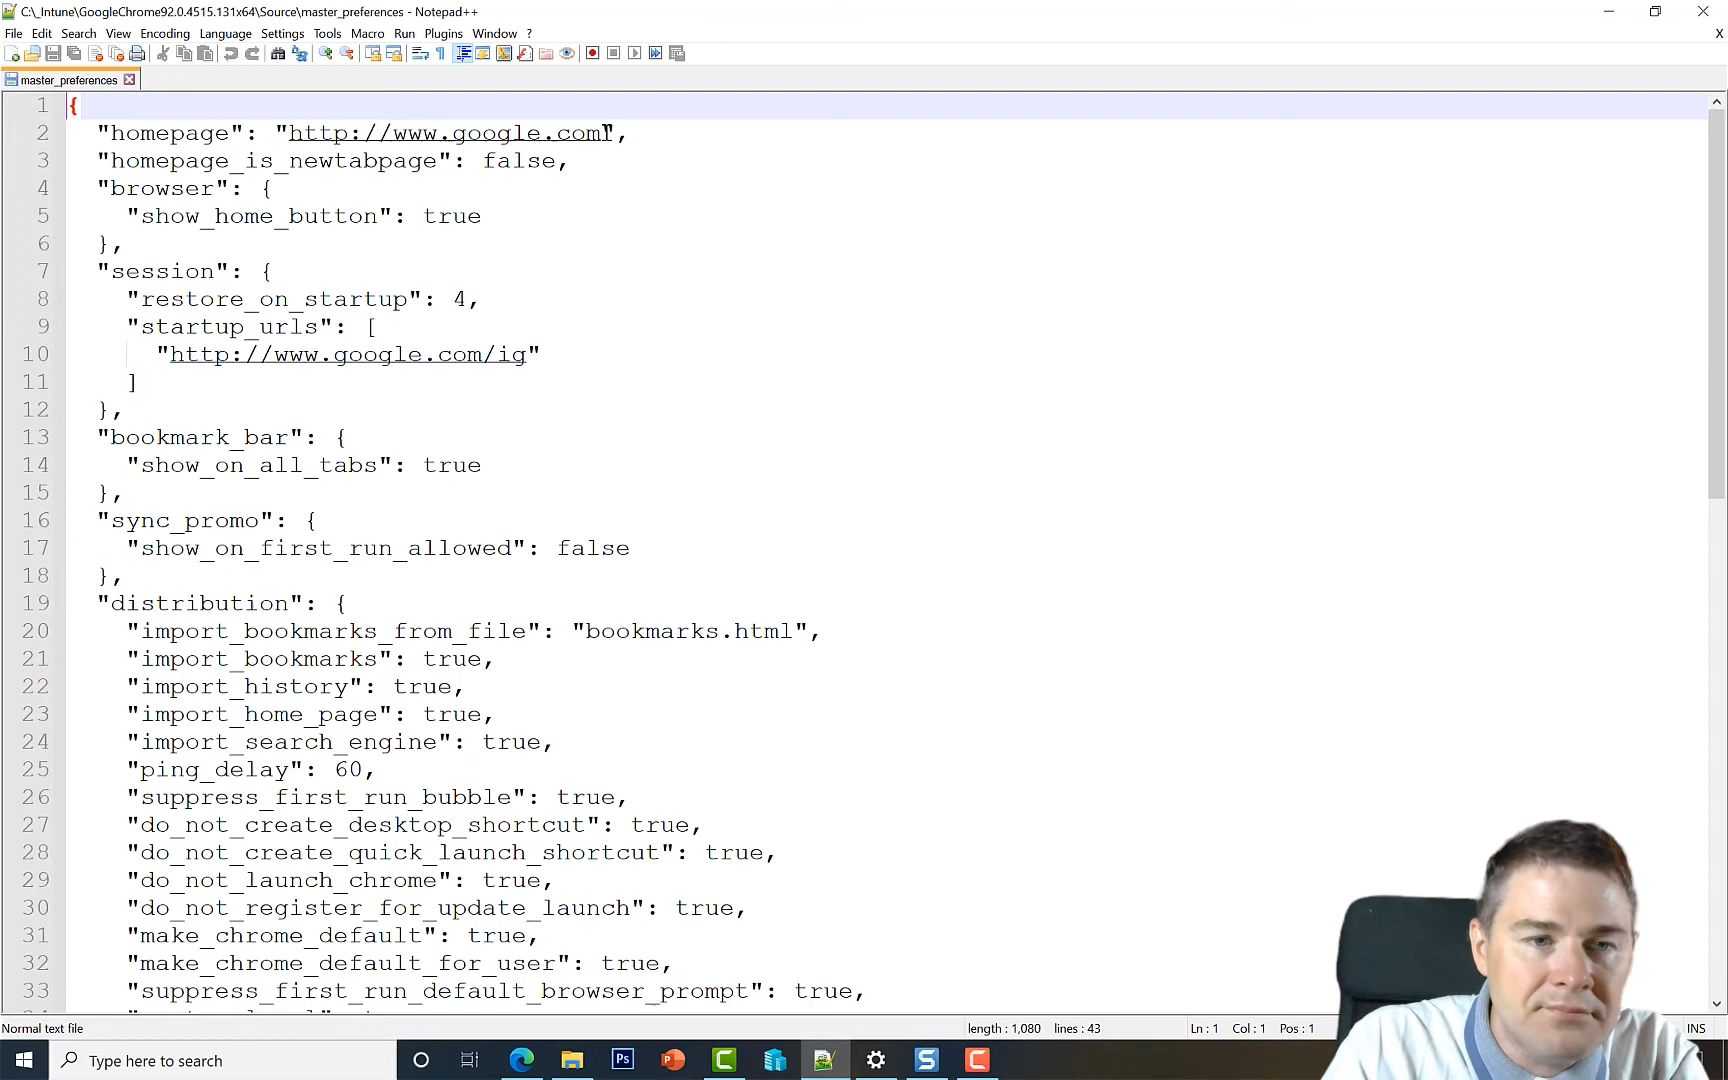 C:\_Intune\GoogleChrome92.0.4515.131x64\Source\master_preferences - Notepad++
File Edit Search View Encoding Language Settings Tools Macro Run Plugins Window ? X
master_preferences
1 {
2 "homepage": "http://www.google.com",
3 "homepage_is_newtabpage": false,
4 "browser": {
5 "show_home_button": true
6 },
7 "session": {
8 "restore_on_startup": 4,
9 "startup_urls": [
10 "http://www.google.com/ig"
11 ]
12 },
13 "bookmark_bar": {
14 "show_on_all_tabs": true
15 },
16 "sync_promo": {
17 "show_on_first_run_allowed": false
18 },
19 "distribution": {
20 "import_bookmarks_from_file": "bookmarks.html",
21 "import_bookmarks": true,
22 "import_history": true,
23 "import_home_page": true,
24 "import_search_engine": true,
25 "ping_delay": 60,
26 "suppress_first_run_bubble": true,
27 "do_not_create_desktop_shortcut": true,
28 "do_not_create_quick_launch_shortcut": true,
29 "do_not_launch_chrome": true,
30 "do_not_register_for_update_launch": true,
31 "make_chrome_default": true,
32 "make_chrome_default_for_user": true,
33 "suppress_first_run_default_browser_prompt": true,
Normal text file length : 1,080 lines : 43 Ln : 1 Col : 1 Pos : 1 INS
Type here to search Ps